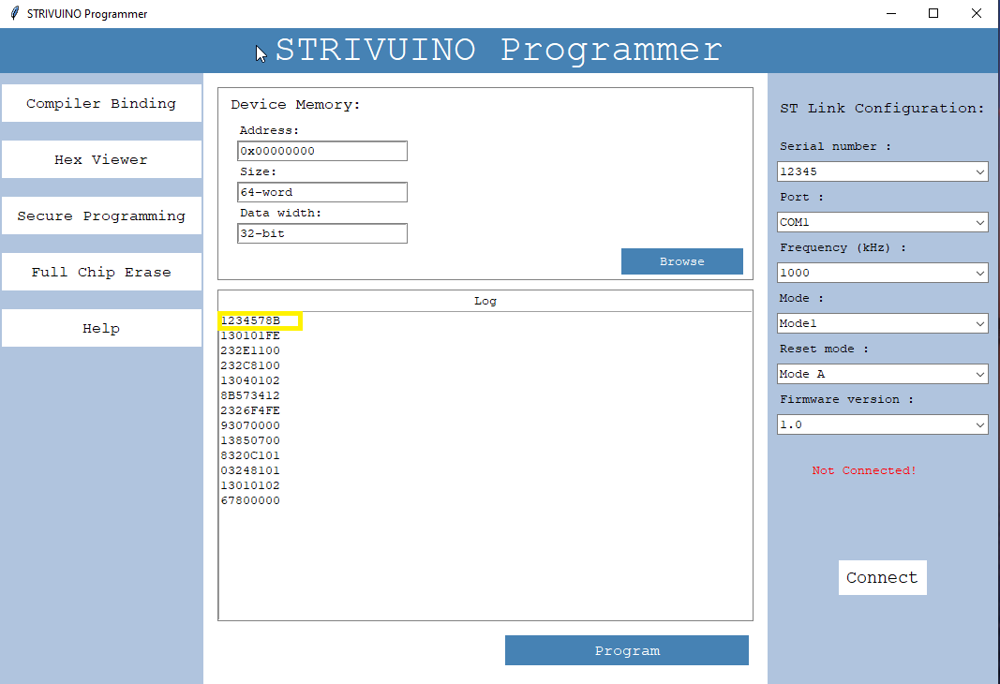 STRIVUINO Programmer
STRIVUINO Programmer
Compiler Binding
Hex Viewer
Secure Programming
Full Chip Erase
Help
Device Memory:
Address:
0x00000000
Size:
64-word
Data width:
32-bit
Browse
Log
1234578B
130101FE
232E1100
232C8100
13040102
8B573412
2326F4FE
93070000
13850700
8320C101
03248101
13010102
67800000
Program
ST Link Configuration:
Serial number :
12345
Port :
COM1
Frequency (kHz) :
1000
Mode :
Mode1
Reset mode :
Mode A
Firmware version :
1.0
Not Connected!
Connect